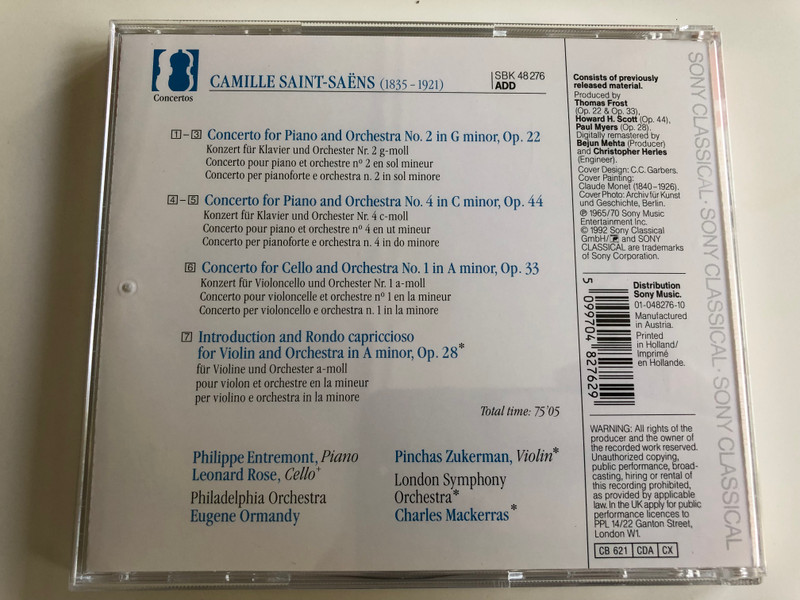 Concertos
CAMILLE SAINT-SAËNS (1835 – 1921)
SBK 48 276
ADD
1 – 3 Concerto for Piano and Orchestra No. 2 in G minor, Op. 22
Konzert für Klavier und Orchester Nr. 2 g-moll
Concerto pour piano et orchestre nº 2 en sol mineur
Concerto per pianoforte e orchestra n. 2 in sol minore
4 – 5 Concerto for Piano and Orchestra No. 4 in C minor, Op. 44
Konzert für Klavier und Orchester Nr. 4 c-moll
Concerto pour piano et orchestre nº 4 en ut mineur
Concerto per pianoforte e orchestra n. 4 in do minore
6 Concerto for Cello and Orchestra No. 1 in A minor, Op. 33
Konzert für Violoncello und Orchester Nr. 1 a-moll
Concerto pour violoncelle et orchestre nº 1 en la mineur
Concerto per violoncello e orchestra n. 1 in la minore
7 Introduction and Rondo capriccioso
for Violin and Orchestra in A minor, Op. 28*
für Violine und Orchester a-moll
pour violon et orchestre en la mineur
per violino e orchestra in la minore
Total time: 75'05
Philippe Entremont, Piano
Leonard Rose, Cello+
Philadelphia Orchestra
Eugene Ormandy
Pinchas Zukerman, Violin*
London Symphony
Orchestra*
Charles Mackerras*
Consists of previously
released material.
Produced by
Thomas Frost
(Op. 22 & Op. 33),
Howard H. Scott (Op. 44),
Paul Myers (Op. 28).
Digitally remastered by
Bejun Mehta (Producer)
and Christopher Herles
(Engineer).
Cover Design: C.C. Garbers.
Cover Painting:
Claude Monet (1840–1926).
Cover Photo: Archiv für Kunst
und Geschichte, Berlin.
℗ 1965/70 Sony Music
Entertainment Inc.
© 1992 Sony Classical
GmbH/ and SONY
CLASSICAL are trademarks
of Sony Corporation.
5 099704 827629
Distribution
Sony Music.
01-048276-10
Manufactured
in Austria.
Printed
in Holland/
Imprimé
en Hollande.
WARNING: All rights of the
producer and the owner of
the recorded work reserved.
Unauthorized copying,
public performance, broad-
casting, hiring or rental of
this recording prohibited,
as provided by applicable
law. In the UK apply for public
performance licences to
PPL 14/22 Ganton Street,
London W1.
CB 621 CDA CX
SONY CLASSICAL · SONY CLASSICAL · SONY CLASSICAL